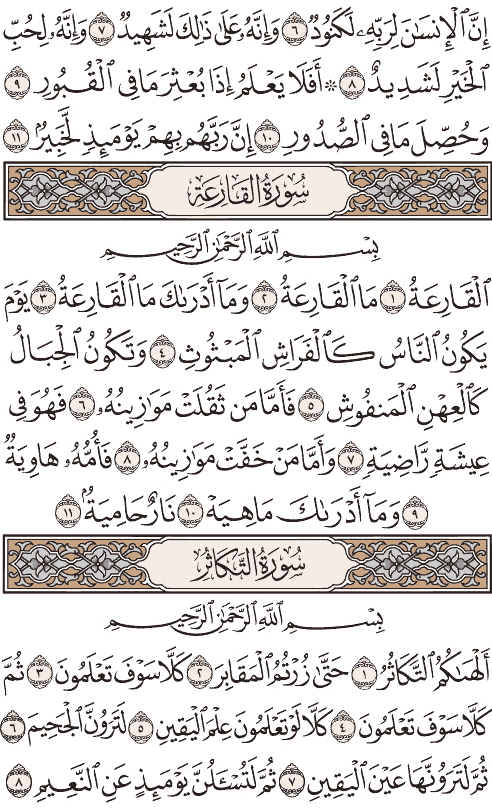 إِنَّ ٱلْإِنسَٰنَ لِرَبِّهِۦ لَكَنُودٌ ٦ وَإِنَّهُۥ عَلَىٰ ذَٰلِكَ لَشَهِيدٌ ٧ وَإِنَّهُۥ لِحُبِّ
ٱلْخَيْرِ لَشَدِيدٌ ٨ ۞ أَفَلَا يَعْلَمُ إِذَا بُعْثِرَ مَا فِى ٱلْقُبُورِ ٩
وَحُصِّلَ مَا فِى ٱلصُّدُورِ ١٠ إِنَّ رَبَّهُم بِهِمْ يَوْمَئِذٍ لَّخَبِيرٌۢ ١١
سُورَةُ القَارِعَةِ
بِسْمِ ٱللَّهِ ٱلرَّحْمَٰنِ ٱلرَّحِيمِ
ٱلْقَارِعَةُ ١ مَا ٱلْقَارِعَةُ ٢ وَمَآ أَدْرَىٰكَ مَا ٱلْقَارِعَةُ ٣ يَوْمَ
يَكُونُ ٱلنَّاسُ كَٱلْفَرَاشِ ٱلْمَبْثُوثِ ٤ وَتَكُونُ ٱلْجِبَالُ
كَٱلْعِهْنِ ٱلْمَنفُوشِ ٥ فَأَمَّا مَن ثَقُلَتْ مَوَٰزِينُهُۥ ٦ فَهُوَ فِى
عِيشَةٍ رَّاضِيَةٍ ٧ وَأَمَّا مَنْ خَفَّتْ مَوَٰزِينُهُۥ ٨ فَأُمُّهُۥ هَاوِيَةٌ
٩ وَمَآ أَدْرَىٰكَ مَا هِيَهْ ١٠ نَارٌ حَامِيَةٌۢ ١١
سُورَةُ التَّكَاثُرِ
بِسْمِ ٱللَّهِ ٱلرَّحْمَٰنِ ٱلرَّحِيمِ
أَلْهَىٰكُمُ ٱلتَّكَاثُرُ ١ حَتَّىٰ زُرْتُمُ ٱلْمَقَابِرَ ٢ كَلَّا سَوْفَ تَعْلَمُونَ ٣ ثُمَّ
كَلَّا سَوْفَ تَعْلَمُونَ ٤ كَلَّا لَوْ تَعْلَمُونَ عِلْمَ ٱلْيَقِينِ ٥ لَتَرَوُنَّ ٱلْجَحِيمَ ٦
ثُمَّ لَتَرَوُنَّهَا عَيْنَ ٱلْيَقِينِ ٧ ثُمَّ لَتُسْـَٔلُنَّ يَوْمَئِذٍ عَنِ ٱلنَّعِيمِ ٨